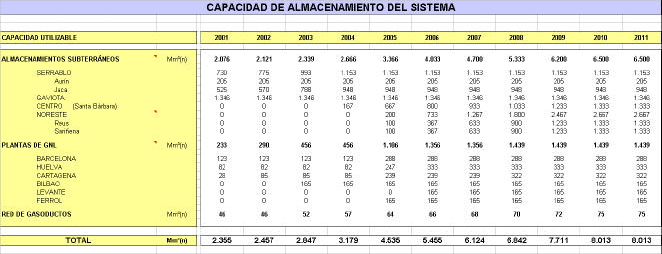 CAPACIDAD DE ALMACENAMIENTO DEL SISTEMA
CAPACIDAD UTILIZABLE 2001 2002 2003 2004 2005 2006 2007 2008 2009 2010 2011
ALMACENAMIENTOS SUBTERRÁNEOS Mm³(n) 2.076 2.121 2.339 2.666 3.366 4.033 4.700 5.333 6.200 6.500 6.500
SERRABLO 730 775 993 1.153 1.153 1.153 1.153 1.153 1.153 1.153 1.153
Aurin 205 205 205 205 205 205 205 205 205 205 205
Jaca 525 570 788 948 948 948 948 948 948 948 948
GAVIOTA 1.346 1.346 1.346 1.346 1.346 1.346 1.346 1.346 1.346 1.346 1.346
CENTRO (Santa Bárbara) 0 0 0 167 667 800 933 1.033 1.233 1.333 1.333
NORESTE 0 0 0 0 200 733 1.267 1.800 2.467 2.667 2.667
Reus 0 0 0 0 100 367 633 900 1.233 1.333 1.333
Sariñena 0 0 0 0 100 367 633 900 1.233 1.333 1.333
PLANTAS DE GNL Mm³(n) 233 290 456 456 1.106 1.356 1.356 1.439 1.439 1.439 1.439
BARCELONA 123 123 123 123 288 288 288 288 288 288 288
HUELVA 82 82 82 82 247 333 333 333 333 333 333
CARTAGENA 28 85 85 85 239 239 239 322 322 322 322
BILBAO 0 0 165 165 165 165 165 165 165 165 165
LEVANTE 0 0 0 0 0 165 165 165 165 165 165
FERROL 0 0 0 0 165 165 165 165 165 165 165
RED DE GASODUCTOS Mm³(n) 46 46 52 57 64 66 68 70 72 75 75
TOTAL Mm³(n) 2.355 2.457 2.847 3.179 4.535 5.455 6.124 6.842 7.711 8.013 8.013